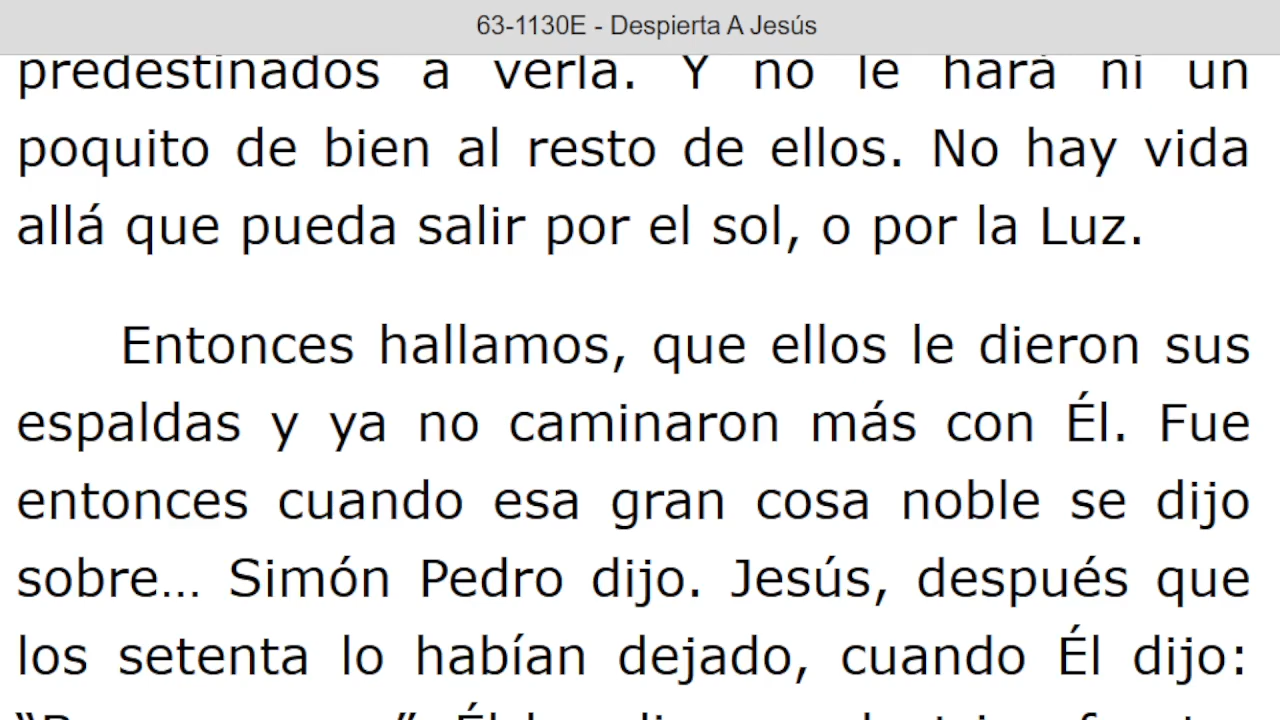 63-1130E - Despierta A Jesús
predestinados a verla. Y no le hará ni un
poquito de bien al resto de ellos. No hay vida
allá que pueda salir por el sol, o por la Luz.
Entonces hallamos, que ellos le dieron sus
espaldas y ya no caminaron más con Él. Fue
entonces cuando esa gran cosa noble se dijo
sobre... Simón Pedro dijo. Jesús, después que
los setenta lo habían dejado, cuando Él dijo: